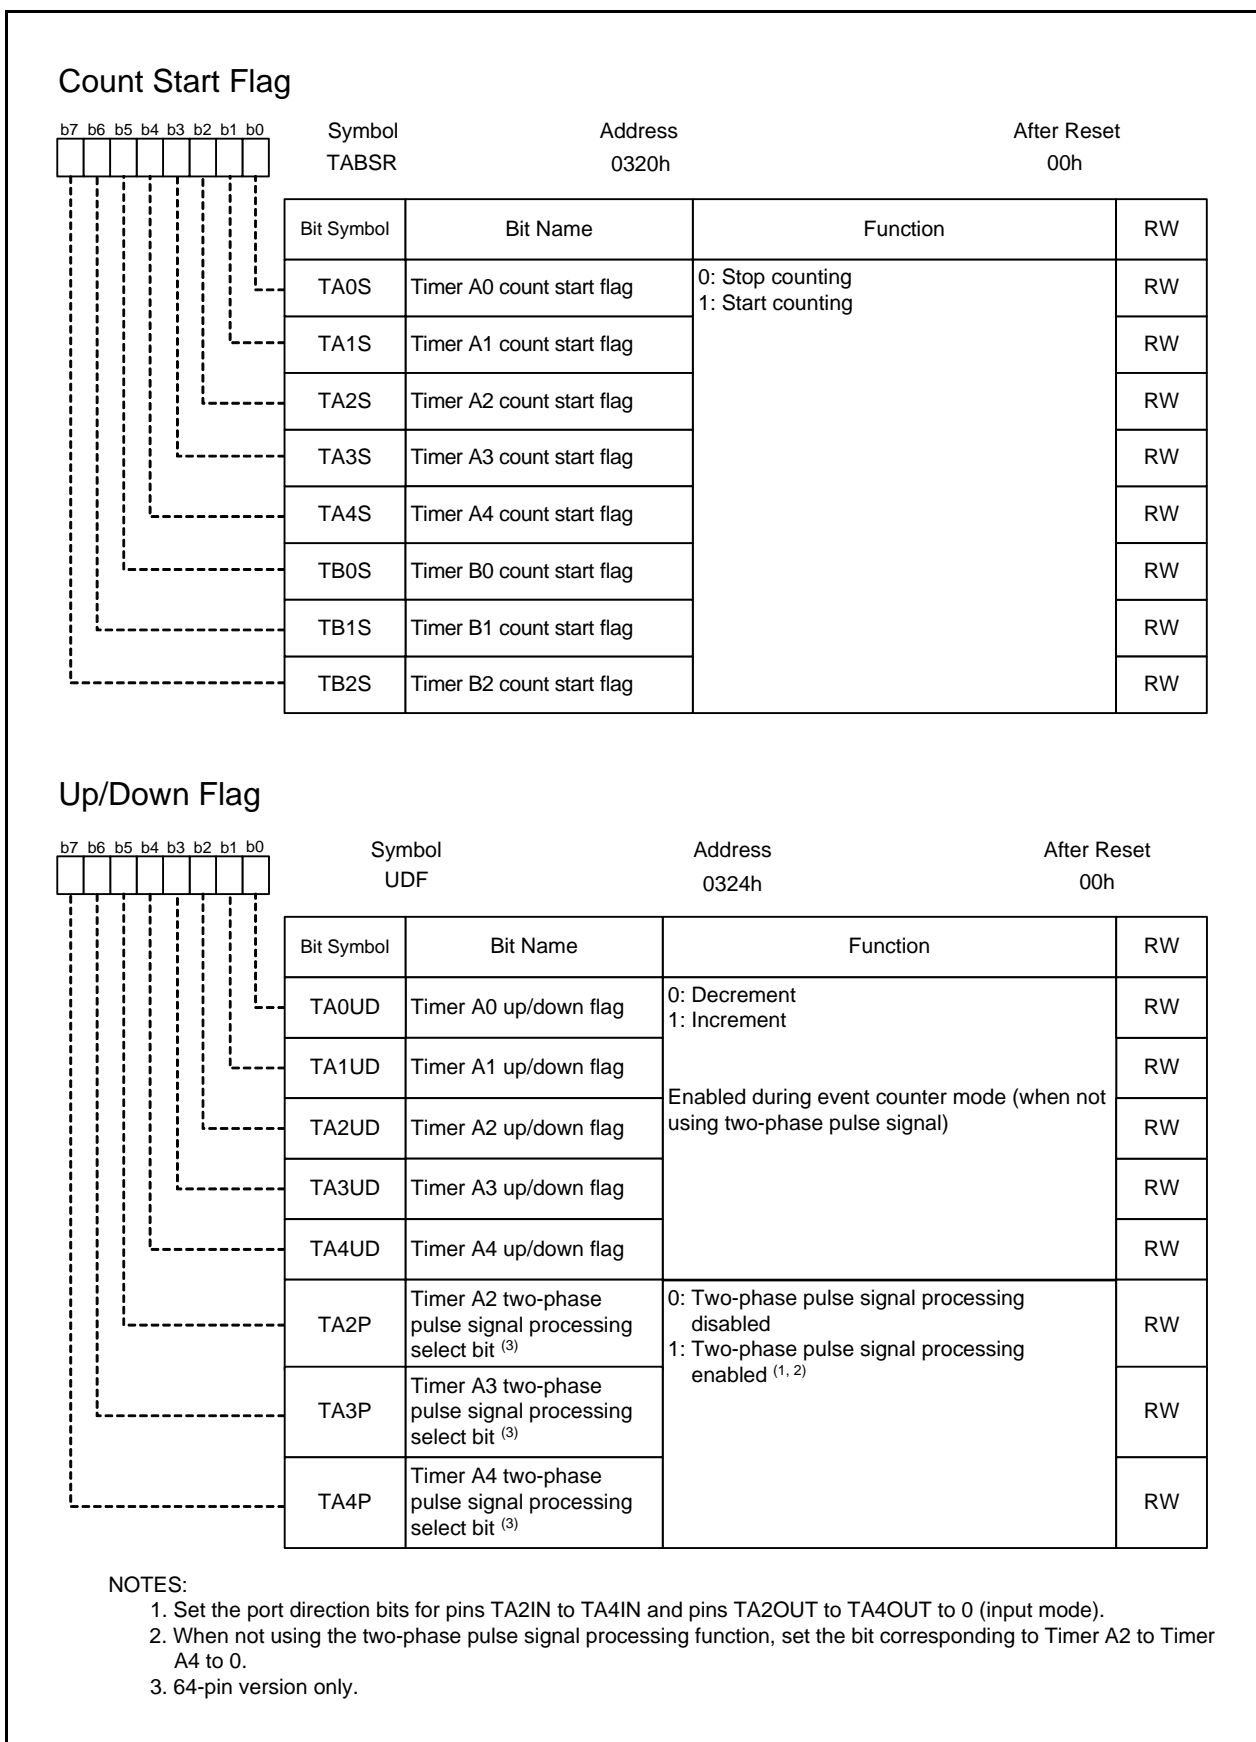 Count Start Flag
b7 b6 b5 b4 b3 b2 b1 b0
Symbol Address After Reset
TABSR 0320h 00h
Bit Symbol Bit Name Function RW
TA0S Timer A0 count start flag 0: Stop counting RW
1: Start counting
TA1S Timer A1 count start flag RW
TA2S Timer A2 count start flag RW
TA3S Timer A3 count start flag RW
TA4S Timer A4 count start flag RW
TB0S Timer B0 count start flag RW
TB1S Timer B1 count start flag RW
TB2S Timer B2 count start flag RW
Up/Down Flag
b7 b6 b5 b4 b3 b2 b1 b0
Symbol Address After Reset
UDF 0324h 00h
Bit Symbol Bit Name Function RW
TA0UD Timer A0 up/down flag 0: Decrement RW
1: Increment
TA1UD Timer A1 up/down flag RW
Enabled during event counter mode (when not
TA2UD Timer A2 up/down flag using two-phase pulse signal) RW
TA3UD Timer A3 up/down flag RW
TA4UD Timer A4 up/down flag RW
Timer A2 two-phase 0: Two-phase pulse signal processing
TA2P pulse signal processing disabled RW
select bit (3) 1: Two-phase pulse signal processing
enabled (1, 2)
Timer A3 two-phase
TA3P pulse signal processing RW
select bit (3)
Timer A4 two-phase
TA4P pulse signal processing RW
select bit (3)
NOTES:
1. Set the port direction bits for pins TA2IN to TA4IN and pins TA2OUT to TA4OUT to 0 (input mode).
2. When not using the two-phase pulse signal processing function, set the bit corresponding to Timer A2 to Timer
A4 to 0.
3. 64-pin version only.